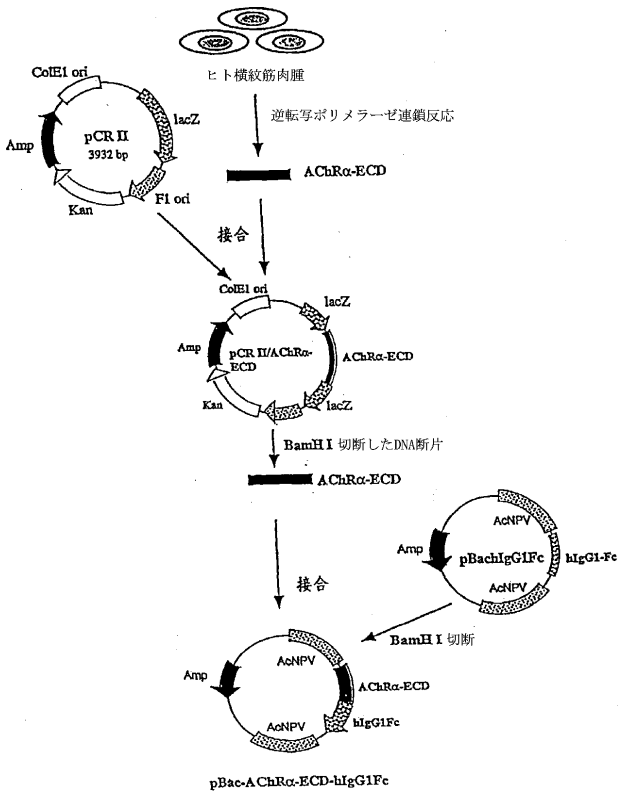 ヒト横紋筋肉腫
ColE1 ori
lacZ
pCR II
3932 bp
Amp
Kan
F1 ori
逆転写ポリメラーゼ連鎖反応
AChRα-ECD
接合
ColE1 ori
lacZ
Amp
pCR II/AChRα-
ECD
AChRα-ECD
Kan
lacZ
BamH I 切断したDNA断片
AChRα-ECD
AcNPV
Amp
pBachIgG1Fc
hIgG1-Fc
AcNPV
接合
BamH I 切断
AcNPV
Amp
AChRα-ECD
AcNPV
hIgG1Fc
pBac-AChRα-ECD-hIgG1Fc